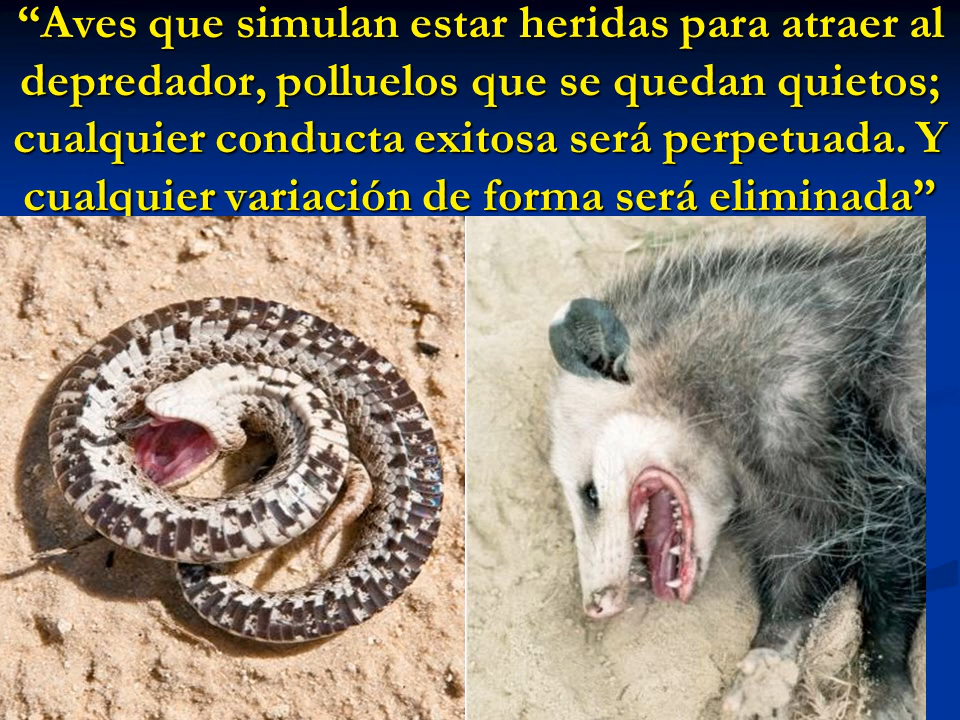 “Aves que simulan estar heridas para atraer al
depredador, polluelos que se quedan quietos;
cualquier conducta exitosa será perpetuada. Y
cualquier variación de forma será eliminada”